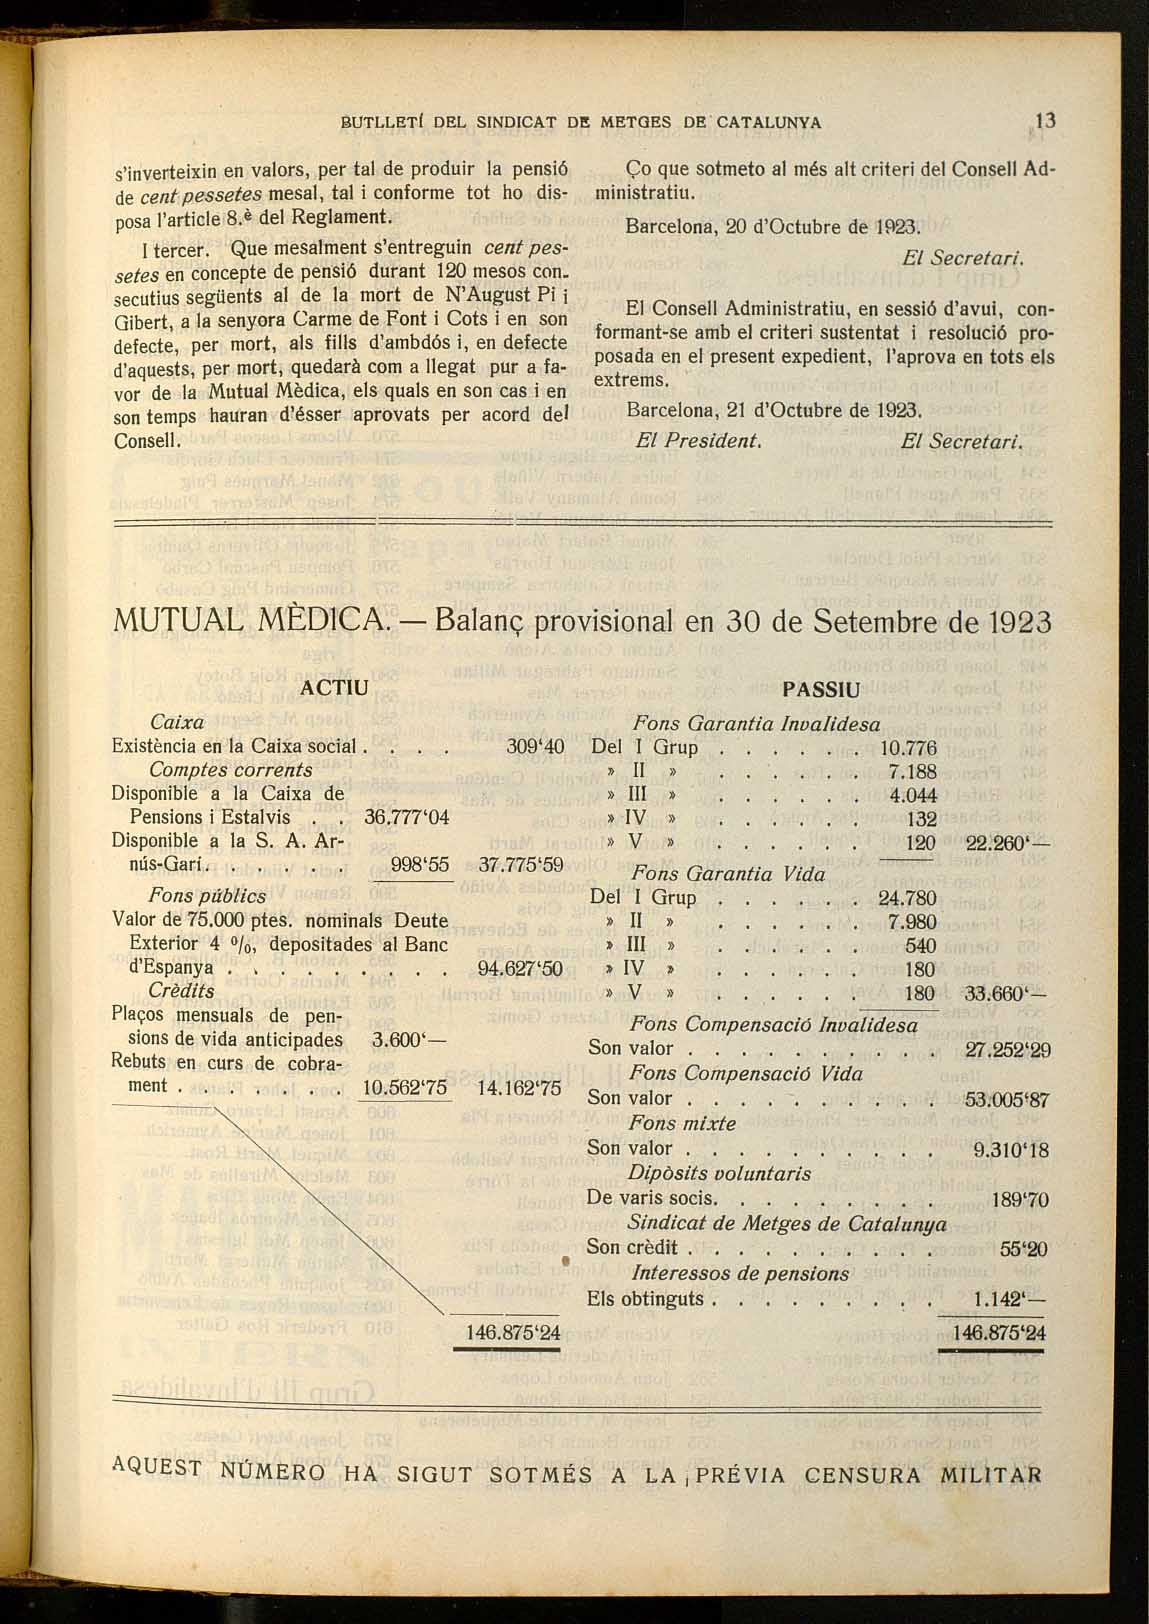 BUTLLETÍ DEL SINDICAT DE METGES DE CATALUNYA 13
s'inverteixin en valors, per tal de produir la pensió
de cent pessetes mesal, tal i conforme tot ho dis-
posa l'article 8.è del Reglament.
I tercer. Que mesalment s'entreguin cent pes-
setes en concepte de pensió durant 120 mesos con-
secutius següents al de la mort de N'August Pi i
Gibert, a la senyora Carme de Font i Cots i en son
defecte, per mort, als fills d'ambdós i, en defecte
d'aquests, per mort, quedarà com a llegat pur a fa-
vor de la Mutual Mèdica, els quals en son cas i en
son temps hauran d'ésser aprovats per acord del
Consell.
Ço que sotmeto al més alt criteri del Consell Ad-
ministratiu.
Barcelona, 20 d'Octubre de 1923.
El Secretari.
El Consell Administratiu, en sessió d'avui, con-
formant-se amb el criteri sustentat i resolució pro-
posada en el present expedient, l'aprova en tots els
extrems.
Barcelona, 21 d'Octubre de 1923.
El President. El Secretari.
MUTUAL MÈDICA. — Balanç provisional en 30 de Setembre de 1923
ACTIU
Caixa
Existència en la Caixa social . . . . 309'40
Comptes corrents
Disponible a la Caixa de
Pensions i Estalvis . . 36.777'04
Disponible a la S. A. Ar-
nús-Garí. . . . . . . 998'55 37.775'59
Fons públics
Valor de 75.000 ptes. nominals Deute
Exterior 4 %, depositades al Banc
d'Espanya . . . . . . . . . 94.627'50
Crèdits
Plaços mensuals de pen-
sions de vida anticipades 3.600'—
Rebuts en curs de cobra-
ment . . . . . . . 10.562'75 14.162'75
146.875'24
PASSIU
Fons Garantia Invalidesa
Del I Grup . . . . . . 10.776
» II » . . . . . . 7.188
» III » . . . . . . 4.044
» IV » . . . . . . 132
» V » . . . . . . 120 22.260'—
Fons Garantia Vida
Del I Grup . . . . . . 24.780
» II » . . . . . . 7.980
» III » . . . . . . 540
» IV » . . . . . . 180
» V » . . . . . . 180 33.660'—
Fons Compensació Invalidesa
Son valor . . . . . . . . . . 27.252'29
Fons Compensació Vida
Son valor . . . . . . . . . . 53.005'87
Fons mixte
Son valor . . . . . . . . . . 9.310'18
Dipòsits voluntaris
De varis socis. . . . . . . . . 189'70
Sindicat de Metges de Catalunya
Son crèdit . . . . . . . . . . 55'20
Interessos de pensions
Els obtinguts . . . . . . . . . 1.142'—
146.875'24
AQUEST NÚMERO HA SIGUT SOTMÉS A LA PRÉVIA CENSURA MILITAR